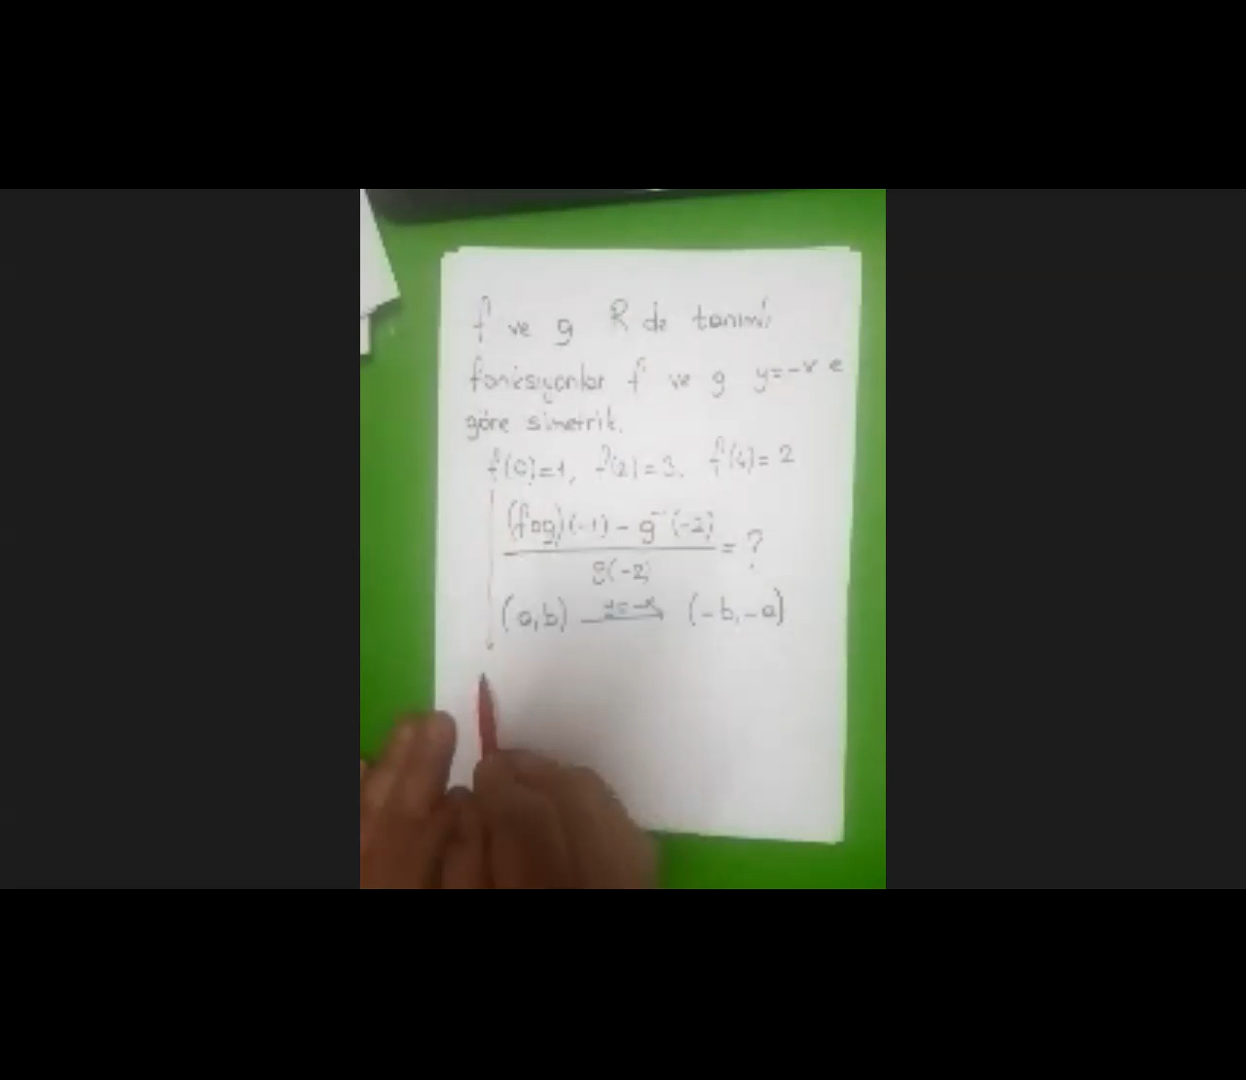 f ve g R de tanımlı
fonksiyonlar f ve g y=-x e
göre simetrik.
f(0)=1, f(2)=3, f(4)=2
(fog)(-1) - g⁻¹(-2)
= ?
g(-2)
(a,b) y=-x (-b,-a)